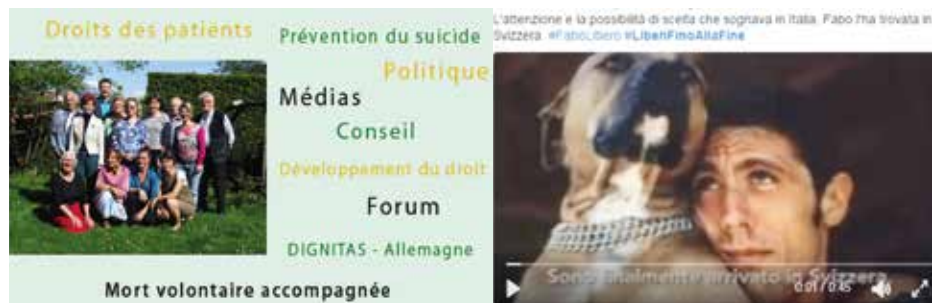 Droits des patients
Prévention du suicide
Politique
Médias
Conseil
Développement du droit
Forum
DIGNITAS - Allemagne
Mort volontaire accompagnée
L'attenzione e la possibilità di scelta che sognava in Italia. Fabo l'ha trovata in
Svizzera. #FaboLibero #LiberiFinoAllaFine
Sono finalmente arrivato in Svizzera
0:01 / 0:45